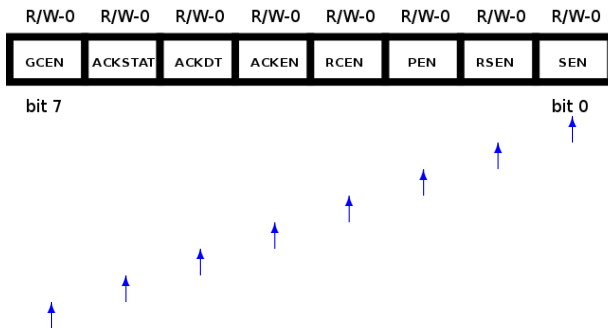 R/W-0 R/W-0 R/W-0 R/W-0 R/W-0 R/W-0 R/W-0 R/W-0
GCEN ACKSTAT ACKDT ACKEN RCEN PEN RSEN SEN
bit 7 bit 0